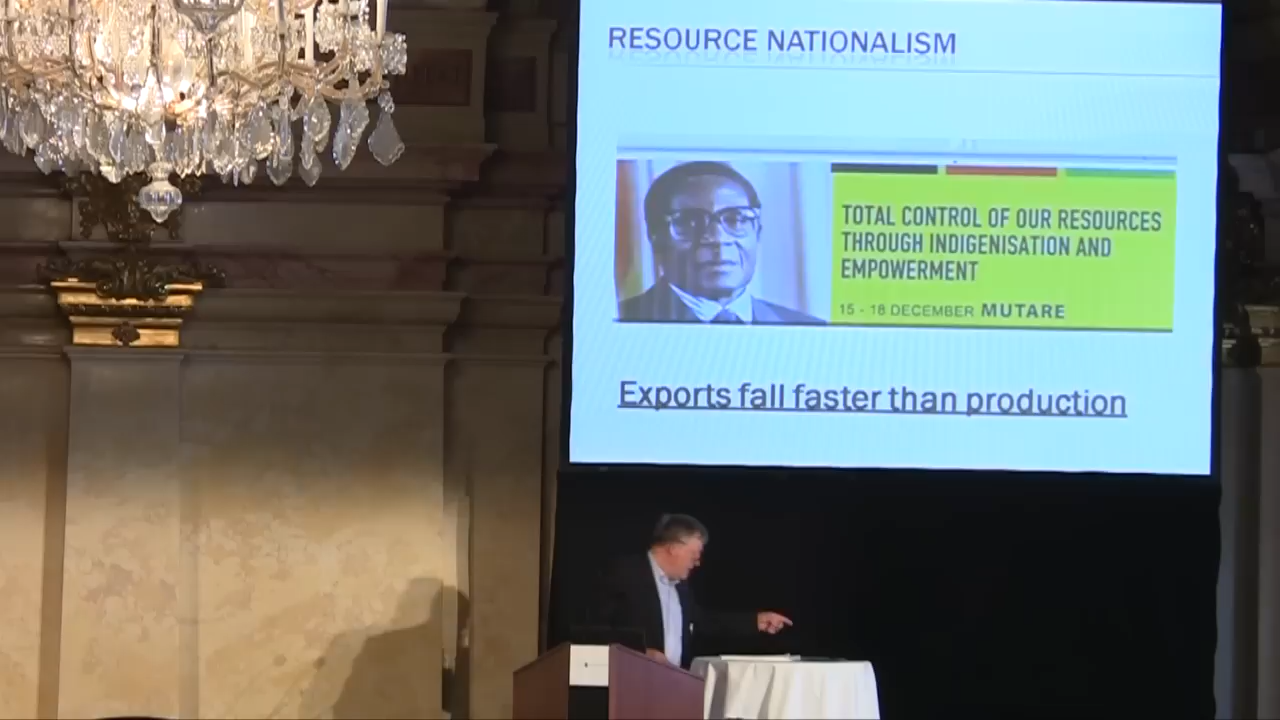 RESOURCE NATIONALISM
TOTAL CONTROL OF OUR RESOURCES
THROUGH INDIGENISATION AND
EMPOWERMENT
15 - 18 DECEMBER MUTARE
Exports fall faster than production